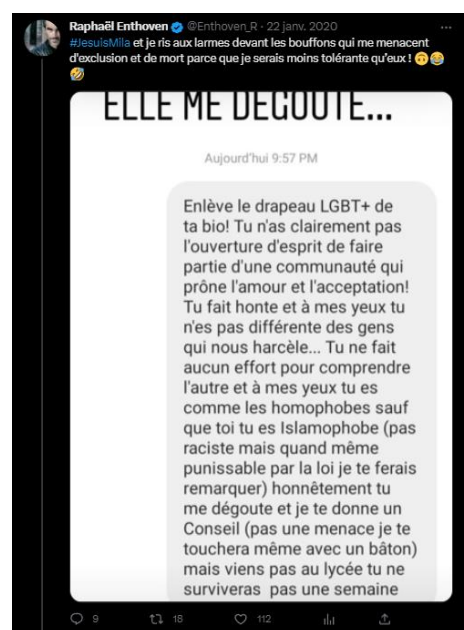 Raphaël Enthoven @Enthoven_R · 22 janv. 2020
#JesuisMila et je ris aux larmes devant les bouffons qui me menacent
d'exclusion et de mort parce que je serais moins tolérante qu'eux ! 🙃😂
🤣
ELLE ME DÉGOÛTE...
Aujourd'hui 9:57 PM
Enlève le drapeau LGBT+ de
ta bio! Tu n'as clairement pas
l'ouverture d'esprit de faire
partie d'une communauté qui
prône l'amour et l'acceptation!
Tu fait honte et à mes yeux tu
n'es pas différente des gens
qui nous harcèle... Tu ne fait
aucun effort pour comprendre
l'autre et à mes yeux tu es
comme les homophobes sauf
que toi tu es Islamophobe (pas
raciste mais quand même
punissable par la loi je te ferais
remarquer) honnêtement tu
me dégoute et je te donne un
Conseil (pas une menace je te
touchera même avec un bâton)
mais viens pas au lycée tu ne
surviveras pas une semaine
9 18 112